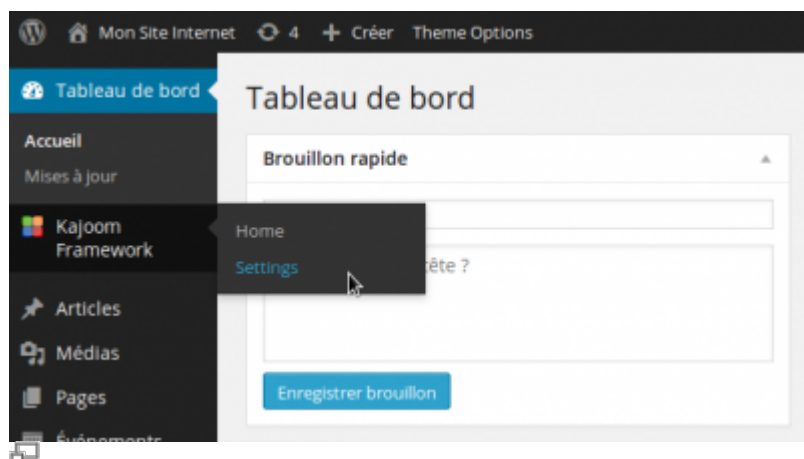 Mon Site Internet 4 + Créer Theme Options
Tableau de bord
Accueil
Mises à jour
Kajoom
Framework
Articles
Médias
Pages
Événements
Tableau de bord
Brouillon rapide
Home
Settings
ête ?
Enregistrer brouillon